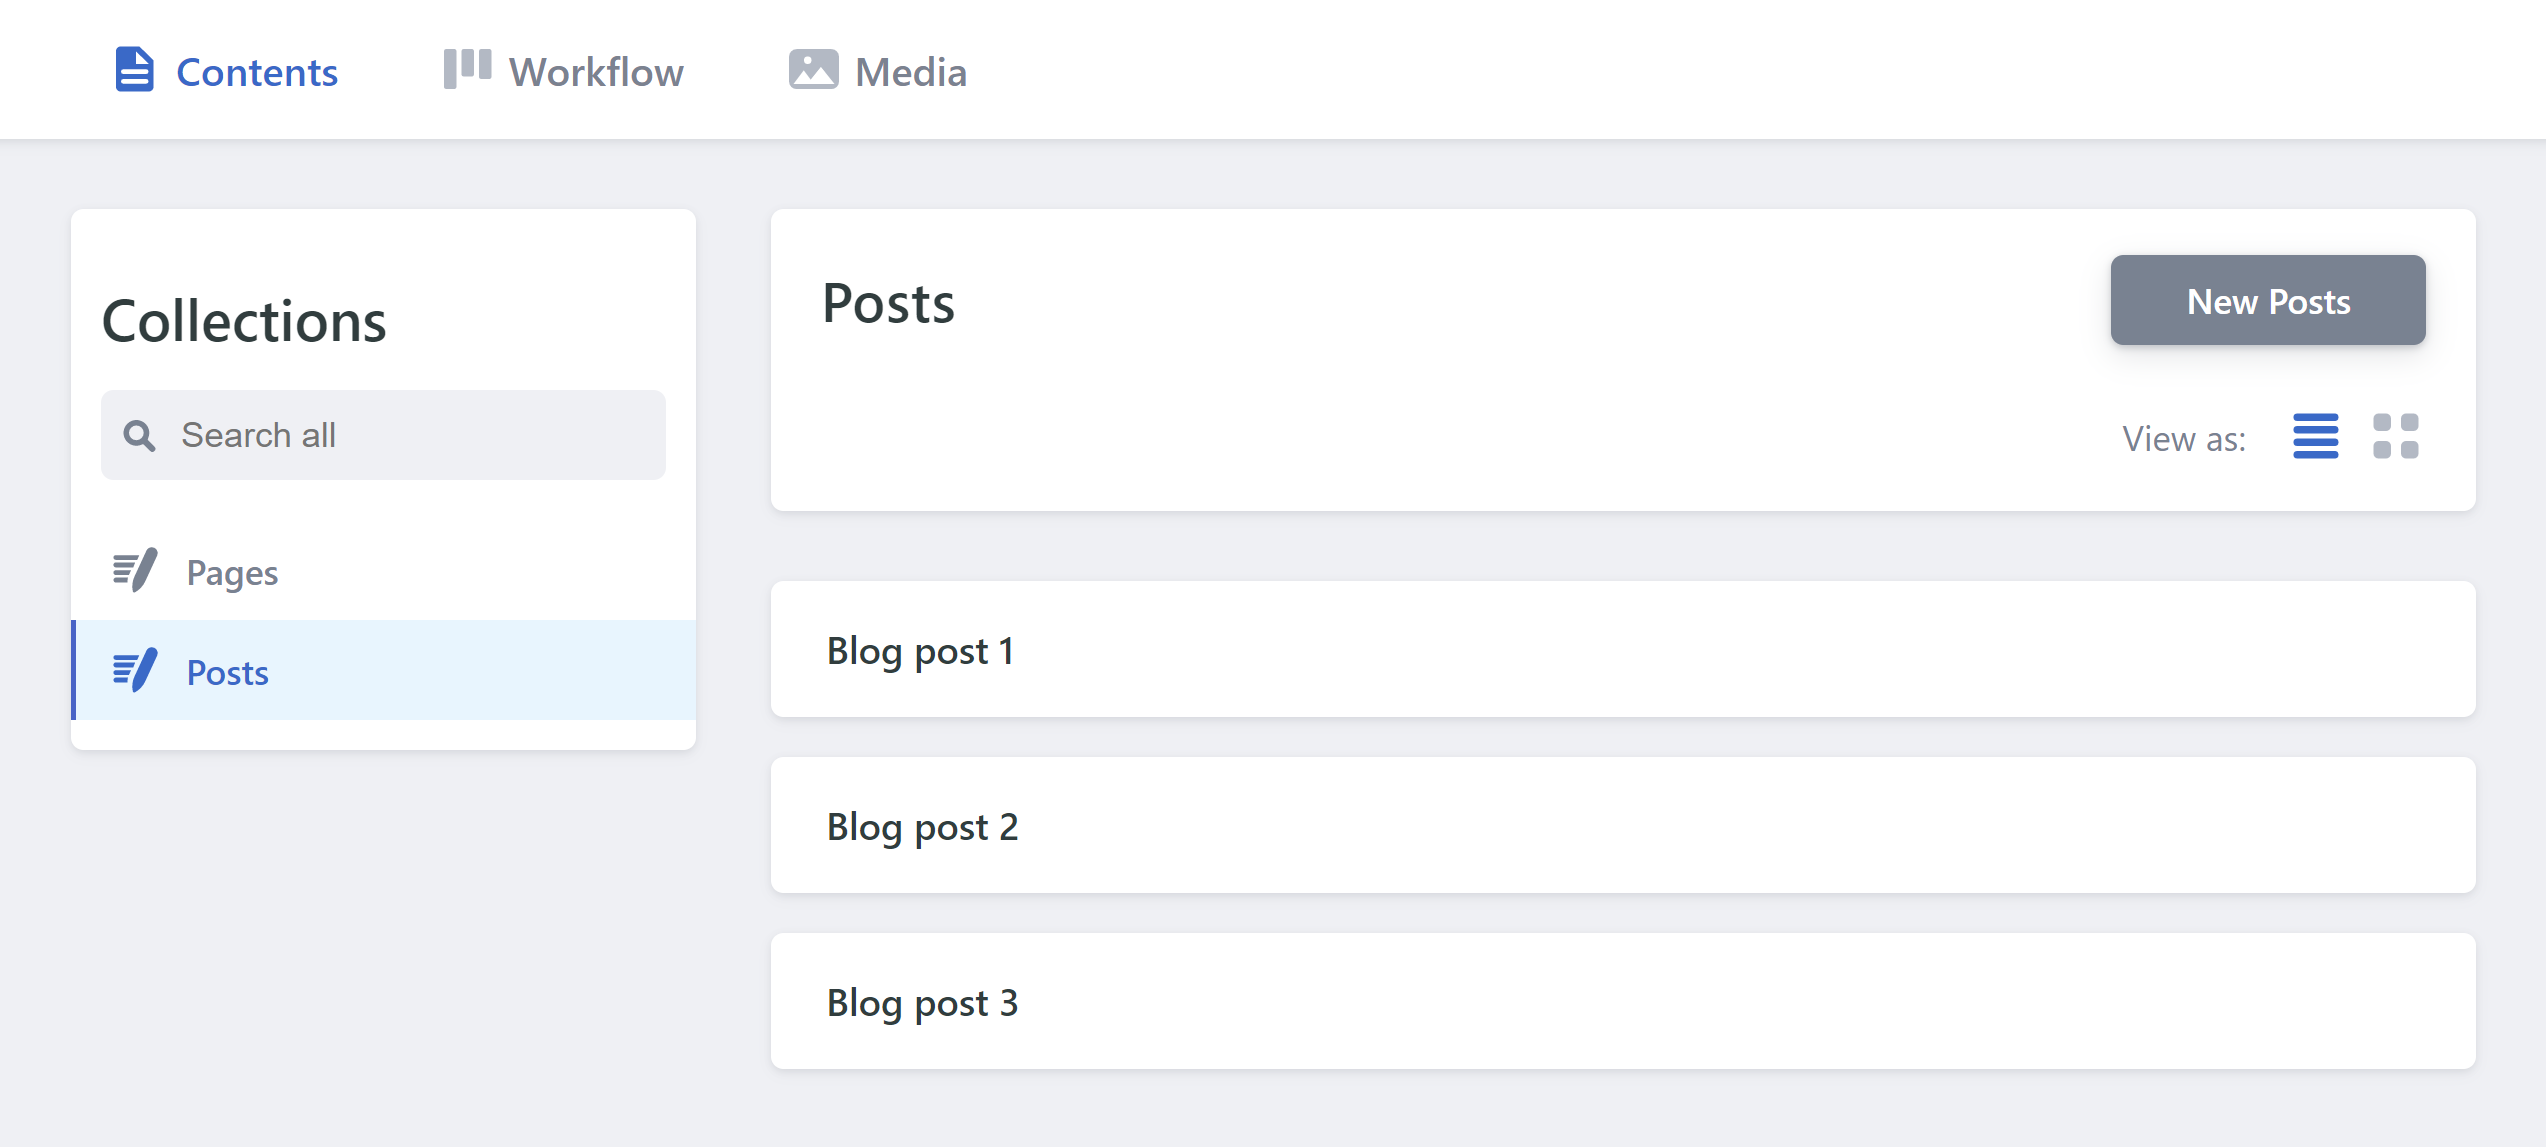 Contents
Workflow
Media
Collections
Search all
Pages
Posts
Posts
New Posts
View as:
Blog post 1
Blog post 2
Blog post 3